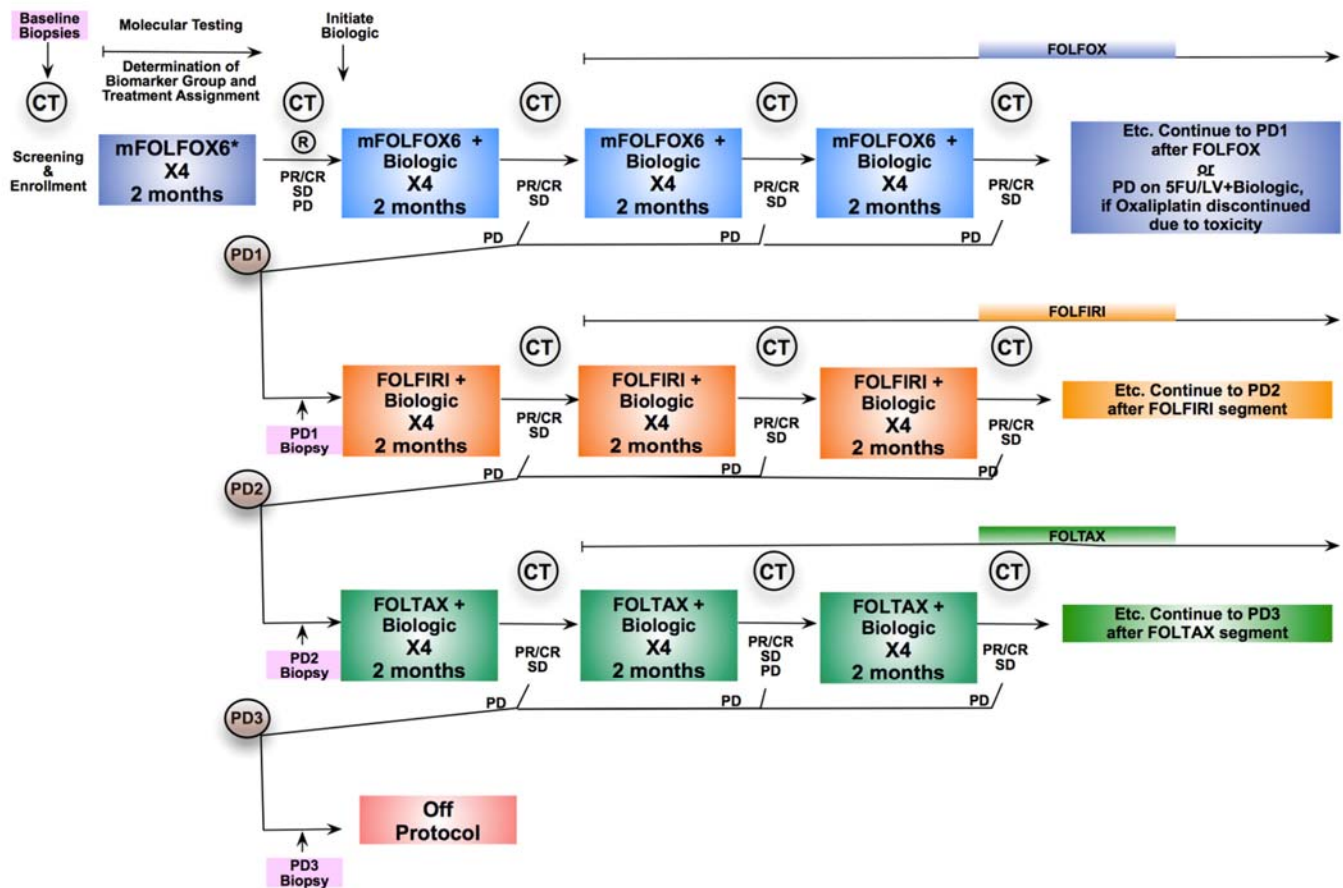 Baseline
Biopsies
Molecular Testing
Determination of
Biomarker Group and
Treatment Assignment
Initiate
Biologic
FOLFOX
CT
CT
CT
CT
CT
Screening
&
Enrollment
mFOLFOX6*
X4
2 months
R
PR/CR
SD
PD
mFOLFOX6 +
Biologic
X4
2 months
PR/CR
SD
mFOLFOX6 +
Biologic
X4
2 months
PR/CR
SD
mFOLFOX6 +
Biologic
X4
2 months
PR/CR
SD
Etc. Continue to PD1
after FOLFOX
or
PD on 5FU/LV+Biologic,
if Oxaliplatin discontinued
due to toxicity
PD
PD
PD
PD1
FOLFIRI
CT
CT
CT
PD1
Biopsy
FOLFIRI +
Biologic
X4
2 months
PR/CR
SD
FOLFIRI +
Biologic
X4
2 months
PR/CR
SD
FOLFIRI +
Biologic
X4
2 months
PR/CR
SD
Etc. Continue to PD2
after FOLFIRI segment
PD
PD
PD
PD2
FOLTAX
CT
CT
CT
PD2
Biopsy
FOLTAX +
Biologic
X4
2 months
PR/CR
SD
FOLTAX +
Biologic
X4
2 months
PR/CR
SD
PD
FOLTAX +
Biologic
X4
2 months
PR/CR
SD
Etc. Continue to PD3
after FOLTAX segment
PD
PD
PD
PD3
PD3
Biopsy
Off
Protocol